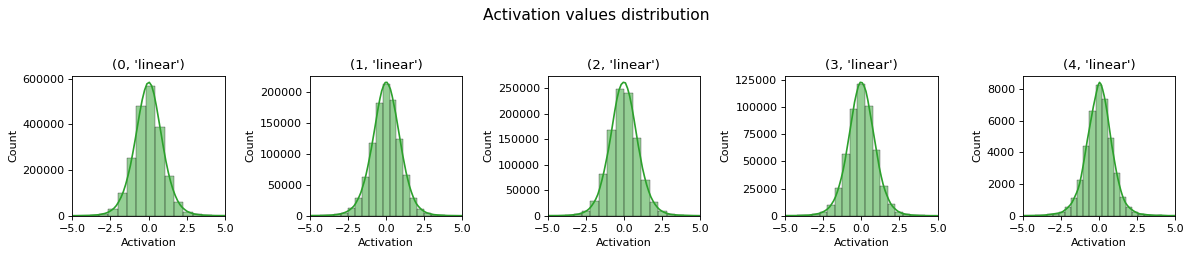 Activation values distribution
(0, 'linear')
600000
400000
200000
0
Count
−5.0 −2.5 0.0 2.5 5.0
Activation
(1, 'linear')
200000
150000
100000
50000
0
Count
−5.0 −2.5 0.0 2.5 5.0
Activation
(2, 'linear')
250000
200000
150000
100000
50000
0
Count
−5.0 −2.5 0.0 2.5 5.0
Activation
(3, 'linear')
125000
100000
75000
50000
25000
0
Count
−5.0 −2.5 0.0 2.5 5.0
Activation
(4, 'linear')
8000
6000
4000
2000
0
Count
−5.0 −2.5 0.0 2.5 5.0
Activation